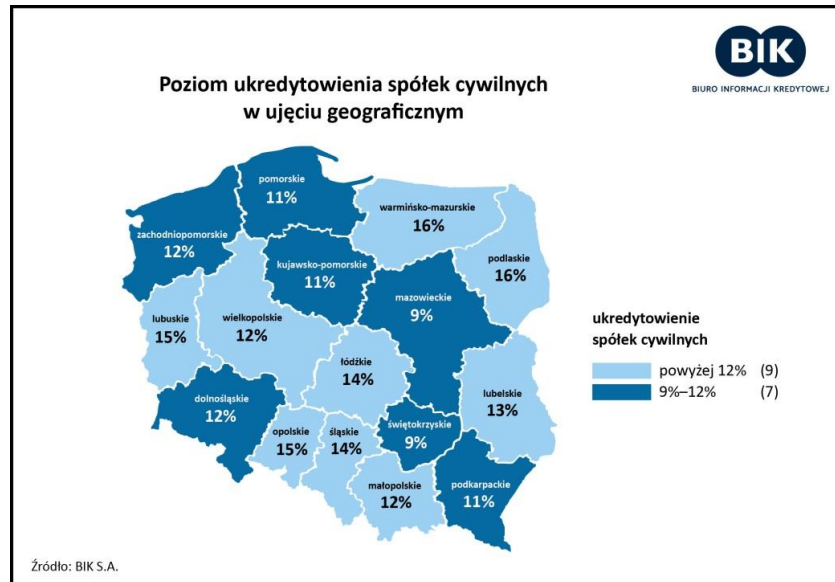 BIK
BIURO INFORMACJI KREDYTOWEJ
Poziom ukredytowienia spółek cywilnych
w ujęciu geograficznym
pomorskie
11%
warmińsko-mazurskie
16%
zachodniopomorskie
12%
podlaskie
16%
kujawsko-pomorskie
11%
mazowieckie
9%
lubuskie
15%
wielkopolskie
12%
łódźkie
14%
lubelskie
13%
dolnośląskie
12%
opolskie
15%
śląskie
14%
świętokrzyskie
9%
małopolskie
12%
podkarpackie
11%
ukredytowienie
spółek cywilnych
powyżej 12% (9)
9%–12% (7)
Źródło: BIK S.A.